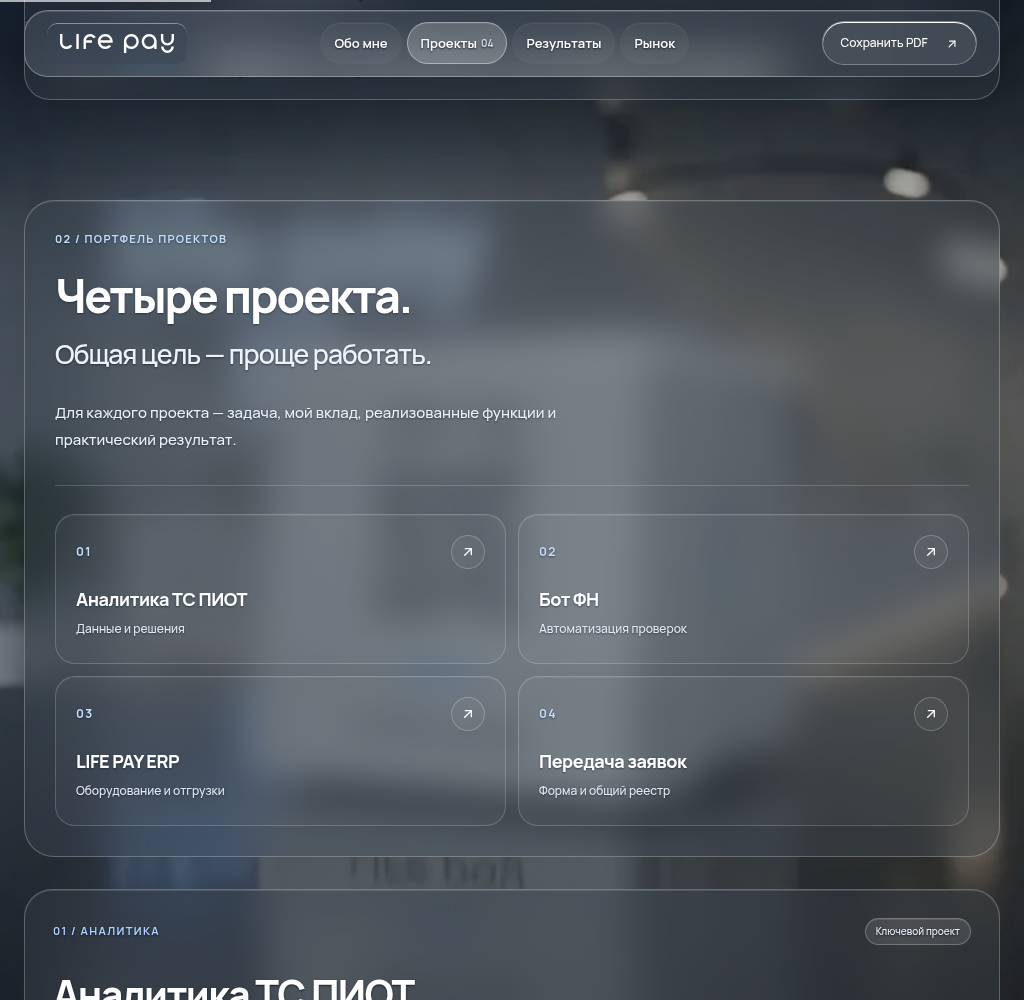 LIFE pay
Обо мне
Проекты 04
Результаты
Рынок
Сохранить PDF
02 / ПОРТФЕЛЬ ПРОЕКТОВ
Четыре проекта.
Общая цель — проще работать.
Для каждого проекта — задача, мой вклад, реализованные функции и
практический результат.
01
Аналитика ТС ПИОТ
Данные и решения
02
Бот ФН
Автоматизация проверок
03
LIFE PAY ERP
Оборудование и отгрузки
04
Передача заявок
Форма и общий реестр
01 / АНАЛИТИКА
Ключевой проект
Аналитика ТС ПИОТ